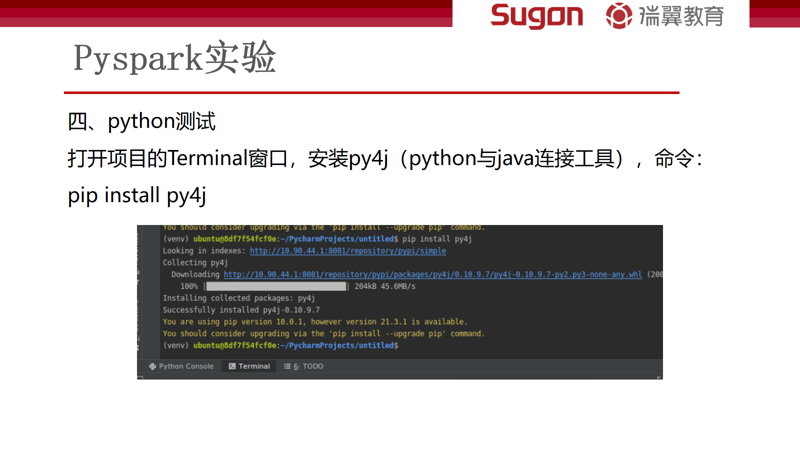 Sugon 瑞翼教育
Pyspark实验
四、python测试
打开项目的Terminal窗口，安装py4j（python与java连接工具），命令：
pip install py4j
You should consider upgrading via the 'pip install --upgrade pip' command.
(venv) ubuntu@8df7f54fcf0e:~/PycharmProjects/untitled$ pip install py4j
Looking in indexes: http://10.90.44.1:8081/repository/pypi/simple
Collecting py4j
Downloading http://10.90.44.1:8081/repository/pypi/packages/py4j/0.10.9.7/py4j-0.10.9.7-py2.py3-none-any.whl (200
100% |████████████████████████████████| 204kB 45.6MB/s
Installing collected packages: py4j
Successfully installed py4j-0.10.9.7
You are using pip version 10.0.1, however version 21.3.1 is available.
You should consider upgrading via the 'pip install --upgrade pip' command.
(venv) ubuntu@8df7f54fcf0e:~/PycharmProjects/untitled$
Python Console Terminal 6: TODO